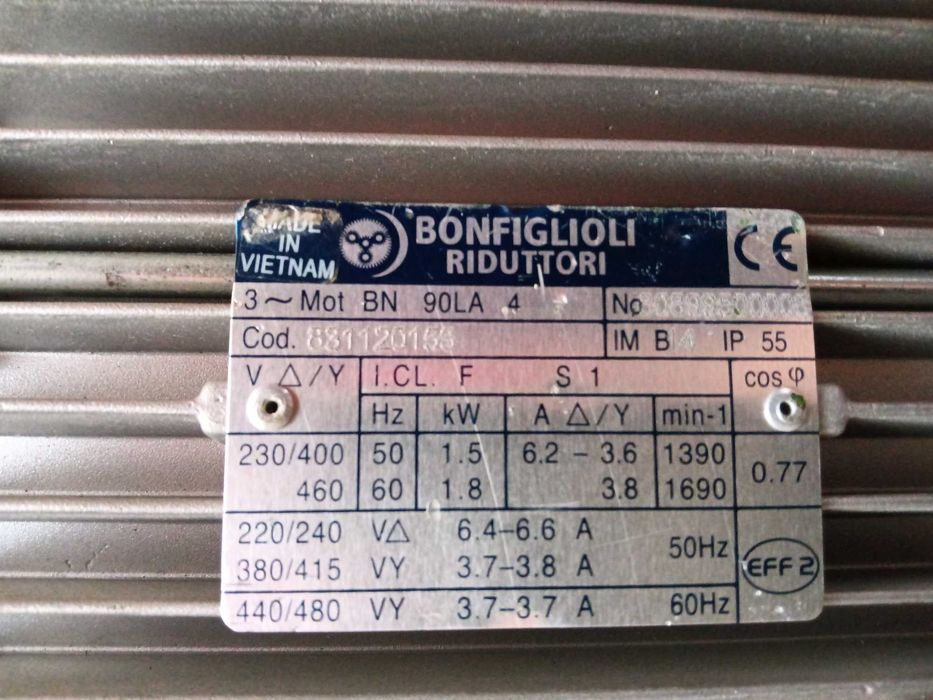 MADE
IN
VIETNAM
BONFIGLIOLI
RIDUTTORI
CE
3~ Mot BN 90LA 4 No
Cod.
IM B IP 55
V △/Y I.CL. F S 1 cos φ
Hz kW A △/Y min-1
230/400 50 1.5 6.2 – 3.6 1390 0.77
460 60 1.8 3.8 1690
220/240 V△ 6.4–6.6 A 50Hz
380/415 VY 3.7–3.8 A
EFF 2
440/480 VY 3.7–3.7 A 60Hz